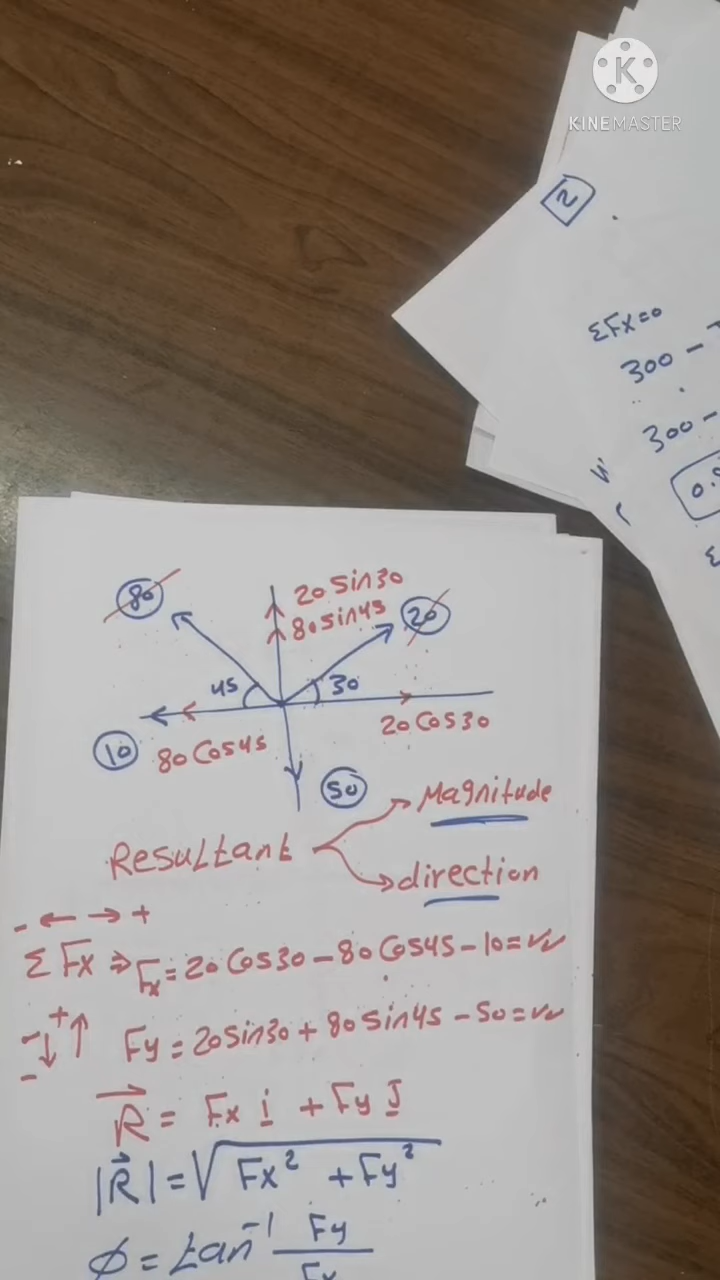 K
KINEMASTER
2
ΣFx=0
300 -
300 -
80
20 Sin30
80 Sin45
20
45
30
10
80 Cos45
20 Cos30
50
Resultant
Magnitude
direction
- ← → +
Σ Fx ⇒ Fx = 20 Cos30 - 80 Cos45 - 10 =
- ↓ + ↑ Fy = 20 Sin30 + 80 Sin45 - 50 =
-
R = Fx i + Fy J
|R| = √ Fx² + Fy²
Ø = tan⁻¹ Fy
Fx